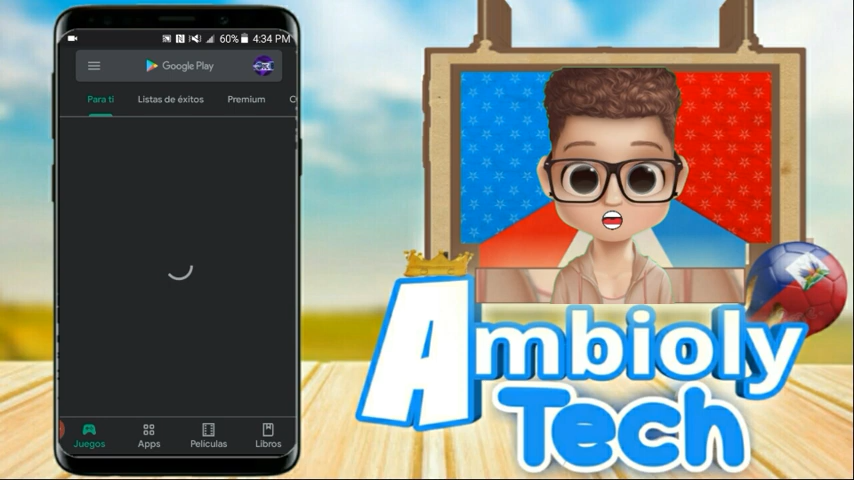 60% 4:34 PM
Google Play
Para ti Listas de éxitos Premium
Juegos Apps Películas Libros
Ambioly
Tech